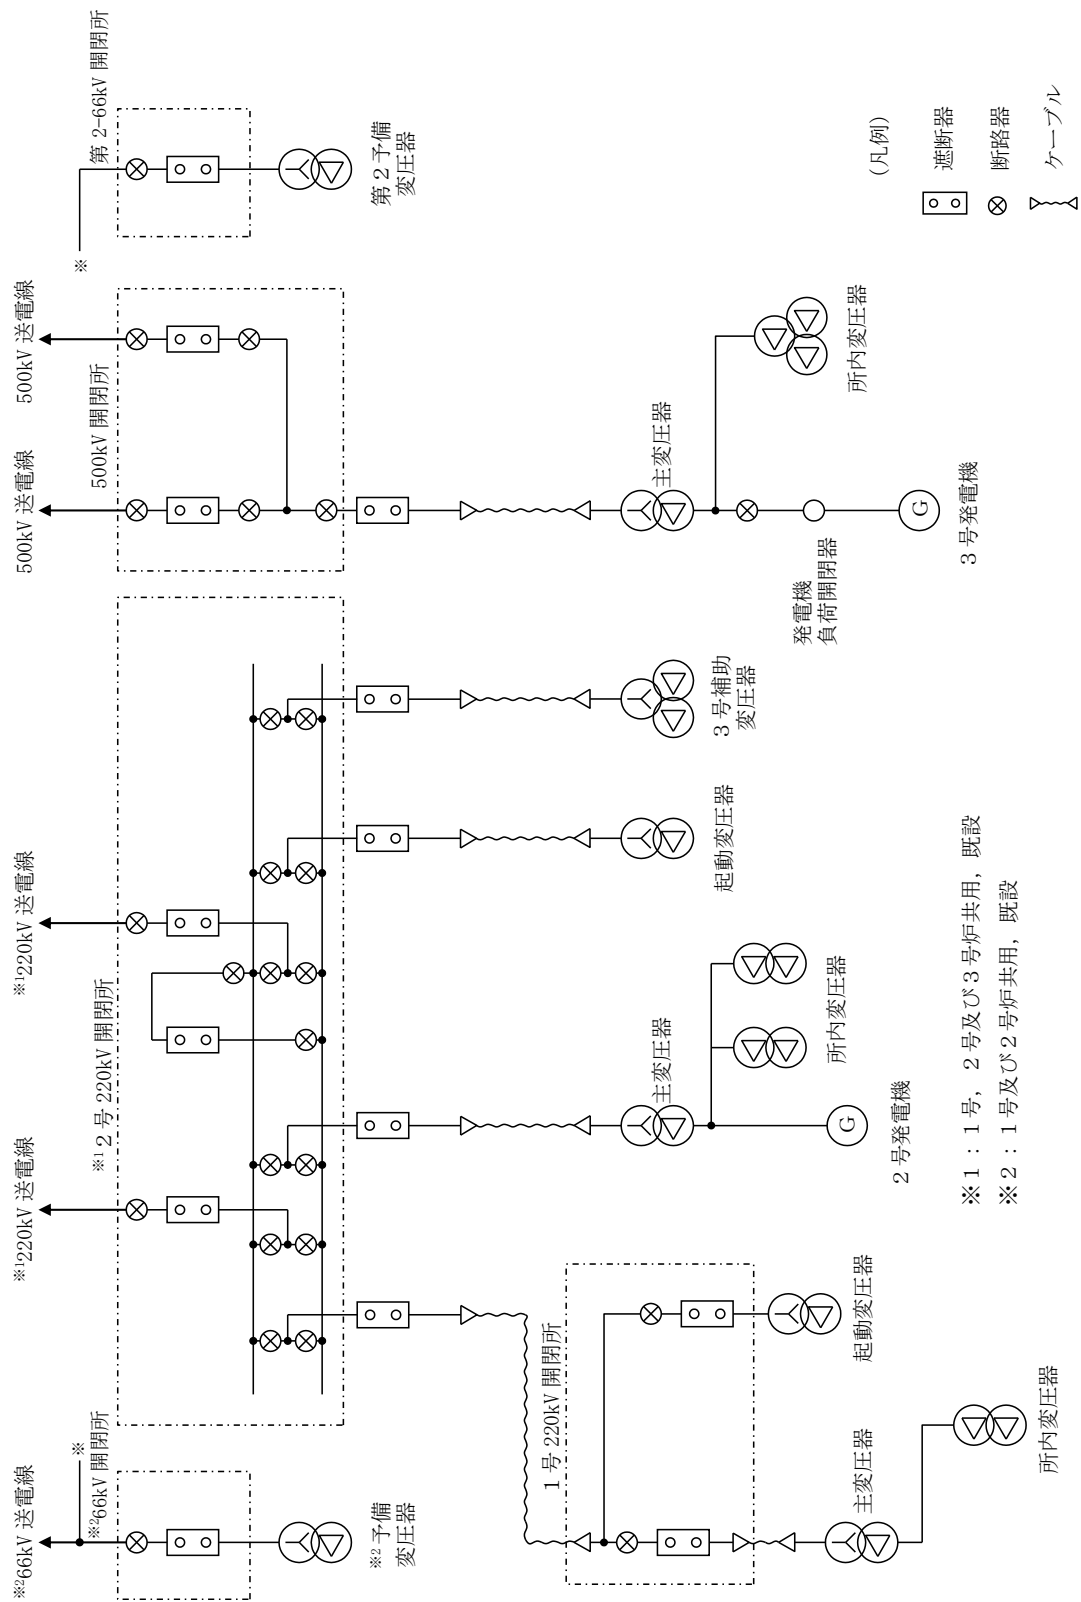 ※2 66kV 送電線
※1 220kV 送電線
※1 220kV 送電線
500kV 送電線
500kV 送電線
※
※
※2 66kV 開閉所
※1 2号 220kV 開閉所
500kV 開閉所
第 2-66kV 開閉所
※2 予備
変圧器
第2予備
変圧器
1号 220kV 開閉所
主変圧器
主変圧器
起動変圧器
3号補助
変圧器
発電機
負荷開閉器
所内変圧器
所内変圧器
主変圧器
起動変圧器
G
2号発電機
G
3号発電機
所内変圧器
※1：1号，2号及び3号炉共用，既設
※2：1号及び2号炉共用，既設
(凡例)
遮断器
断路器
ケーブル